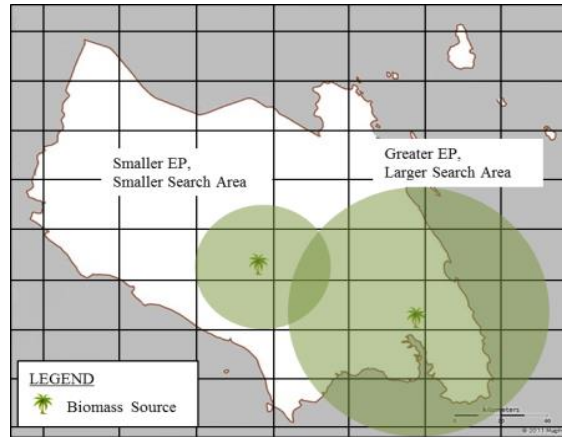 Smaller EP,
Smaller Search Area
Greater EP,
Larger Search Area
LEGEND
Biomass Source
kilometers